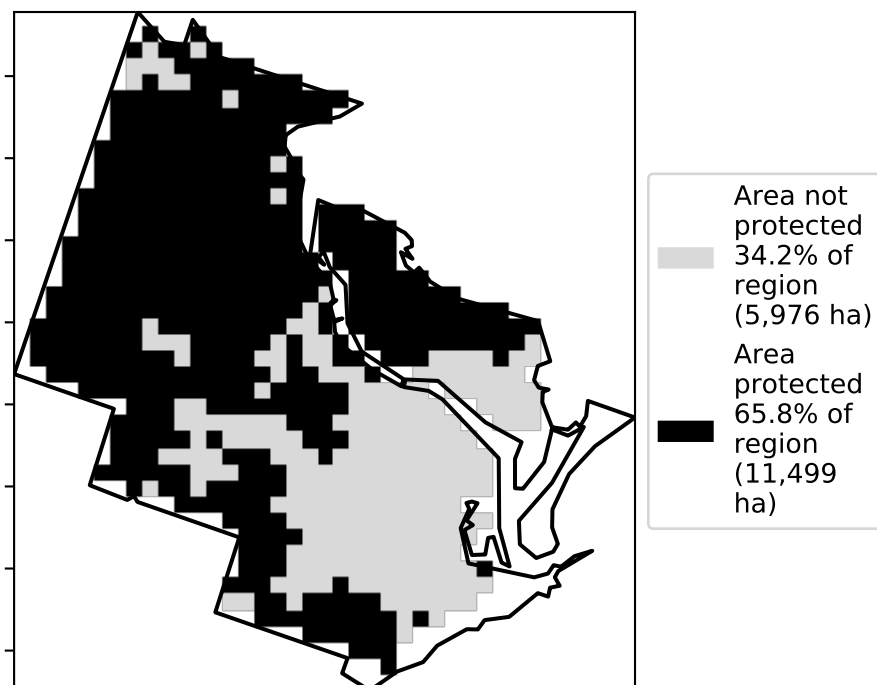 Area not
protected
34.2% of
region
(5,976 ha)
Area
protected
65.8% of
region
(11,499
ha)